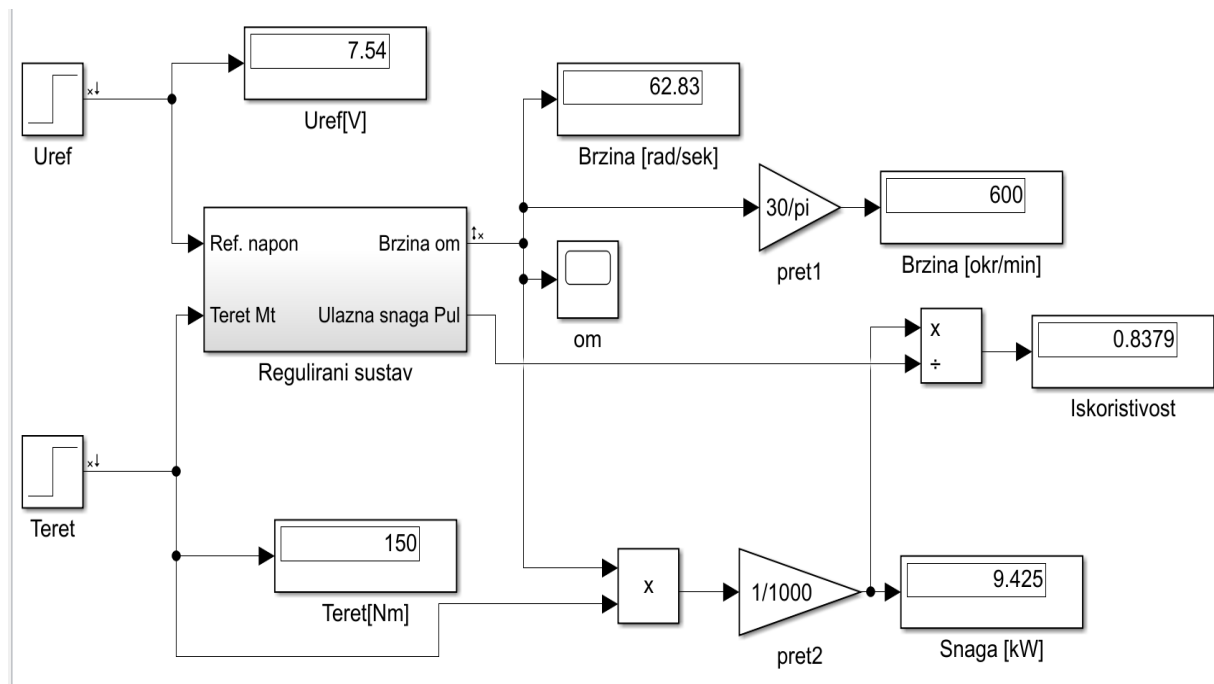 7.54
Uref[V]
Uref
62.83
Brzina [rad/sek]
30/pi
pret1
600
Brzina [okr/min]
Ref. napon
Brzina om
Teret Mt
Ulazna snaga Pul
Regulirani sustav
om
x
÷
0.8379
Iskoristivost
Teret
150
Teret[Nm]
x
1/1000
pret2
9.425
Snaga [kW]